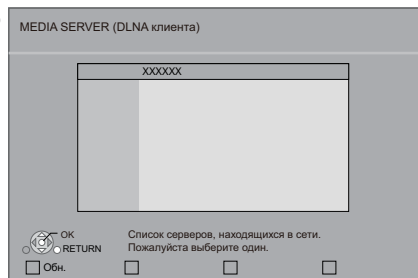 MEDIA SERVER (DLNA клиента)
XXXXXX
OK
RETURN
Список серверов, находящихся в сети.
Пожалуйста выберите один.
Обн.